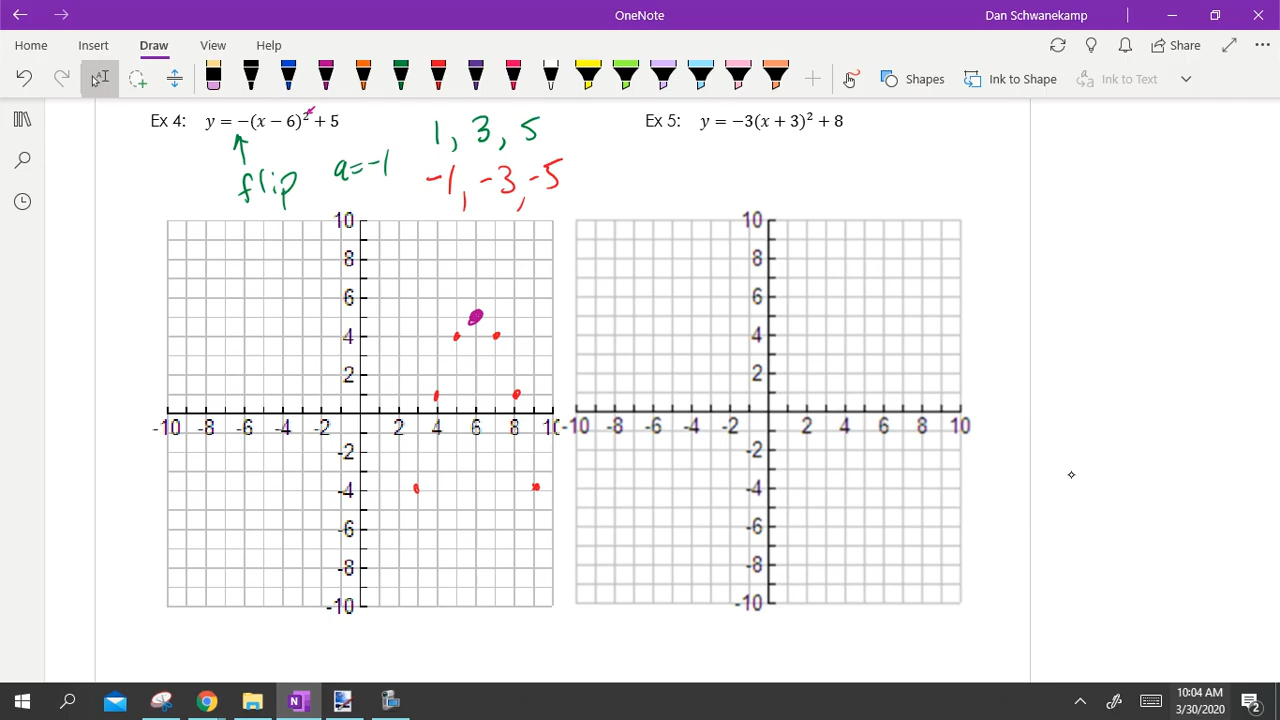 OneNote
Dan Schwanekamp
Home Insert Draw View Help
Share
Shapes Ink to Shape Ink to Text
Ex 4: y = −(x − 6)² + 5
1, 3, 5
Ex 5: y = −3(x + 3)² + 8
flip a = -1
-1, -3, -5
10
8
6
4
2
-10 -8 -6 -4 -2 2 4 6 8 10
-2
-4
-6
-8
-10
10
8
6
4
2
-10 -8 -6 -4 -2 2 4 6 8 10
-2
-4
-6
-8
-10
10:04 AM
3/30/2020
2